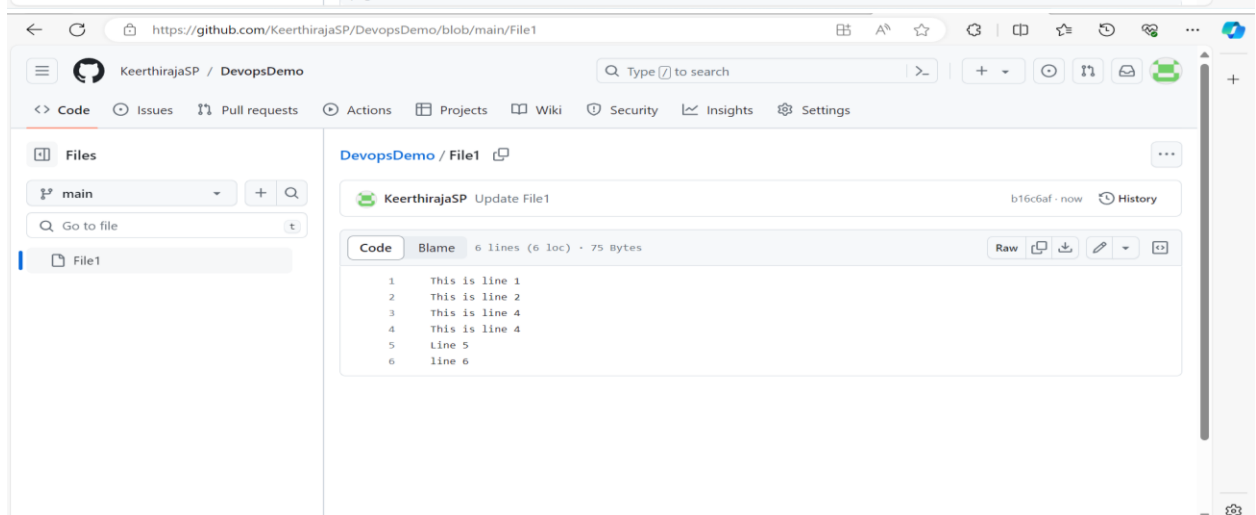 https://github.com/KeerthirajaSP/DevopsDemo/blob/main/File1
KeerthirajaSP / DevopsDemo
Type / to search
<> Code Issues Pull requests Actions Projects Wiki Security Insights Settings
Files
DevopsDemo / File1
main
KeerthirajaSP Update File1 b16c6af · now History
Go to file t
Code Blame 6 lines (6 loc) · 75 Bytes Raw
File1
1 This is line 1
2 This is line 2
3 This is line 4
4 This is line 4
5 Line 5
6 line 6